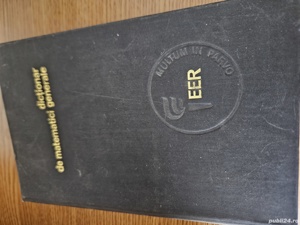 dicționar
de matematici generale
MULTUM IN PARVO
EER
publi24.ro